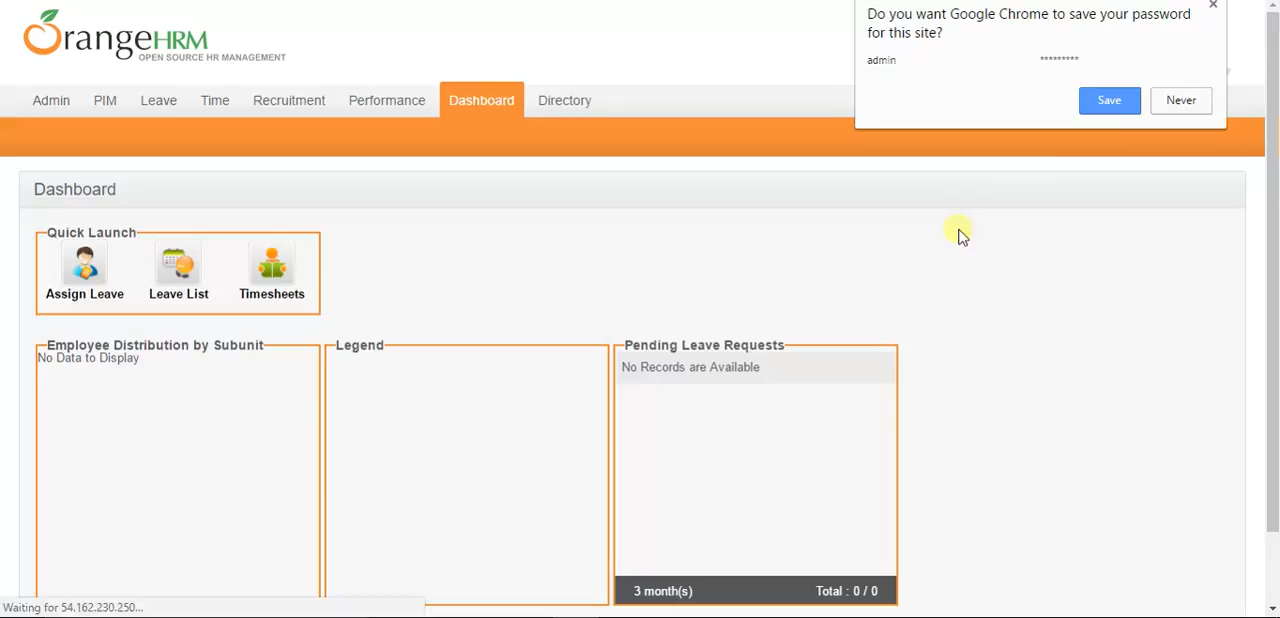 OrangeHRM
OPEN SOURCE HR MANAGEMENT
Do you want Google Chrome to save your password
for this site?
admin *********
Save Never
Admin PIM Leave Time Recruitment Performance Dashboard Directory
Dashboard
Quick Launch
Assign Leave Leave List Timesheets
Employee Distribution by Subunit
No Data to Display
Legend
Pending Leave Requests
No Records are Available
3 month(s) Total : 0 / 0
Waiting for 54.162.230.250...